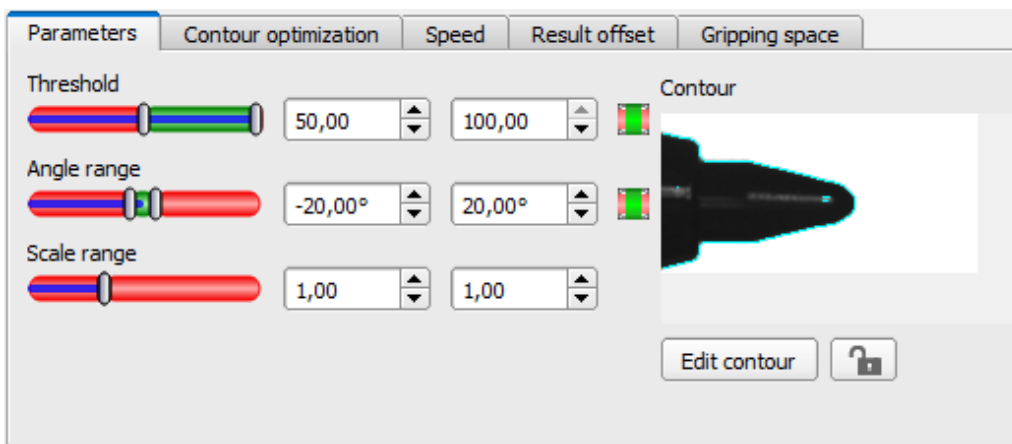 Parameters Contour optimization Speed Result offset Gripping space
Threshold
50,00 100,00
Contour
Angle range
-20,00° 20,00°
Scale range
1,00 1,00
Edit contour